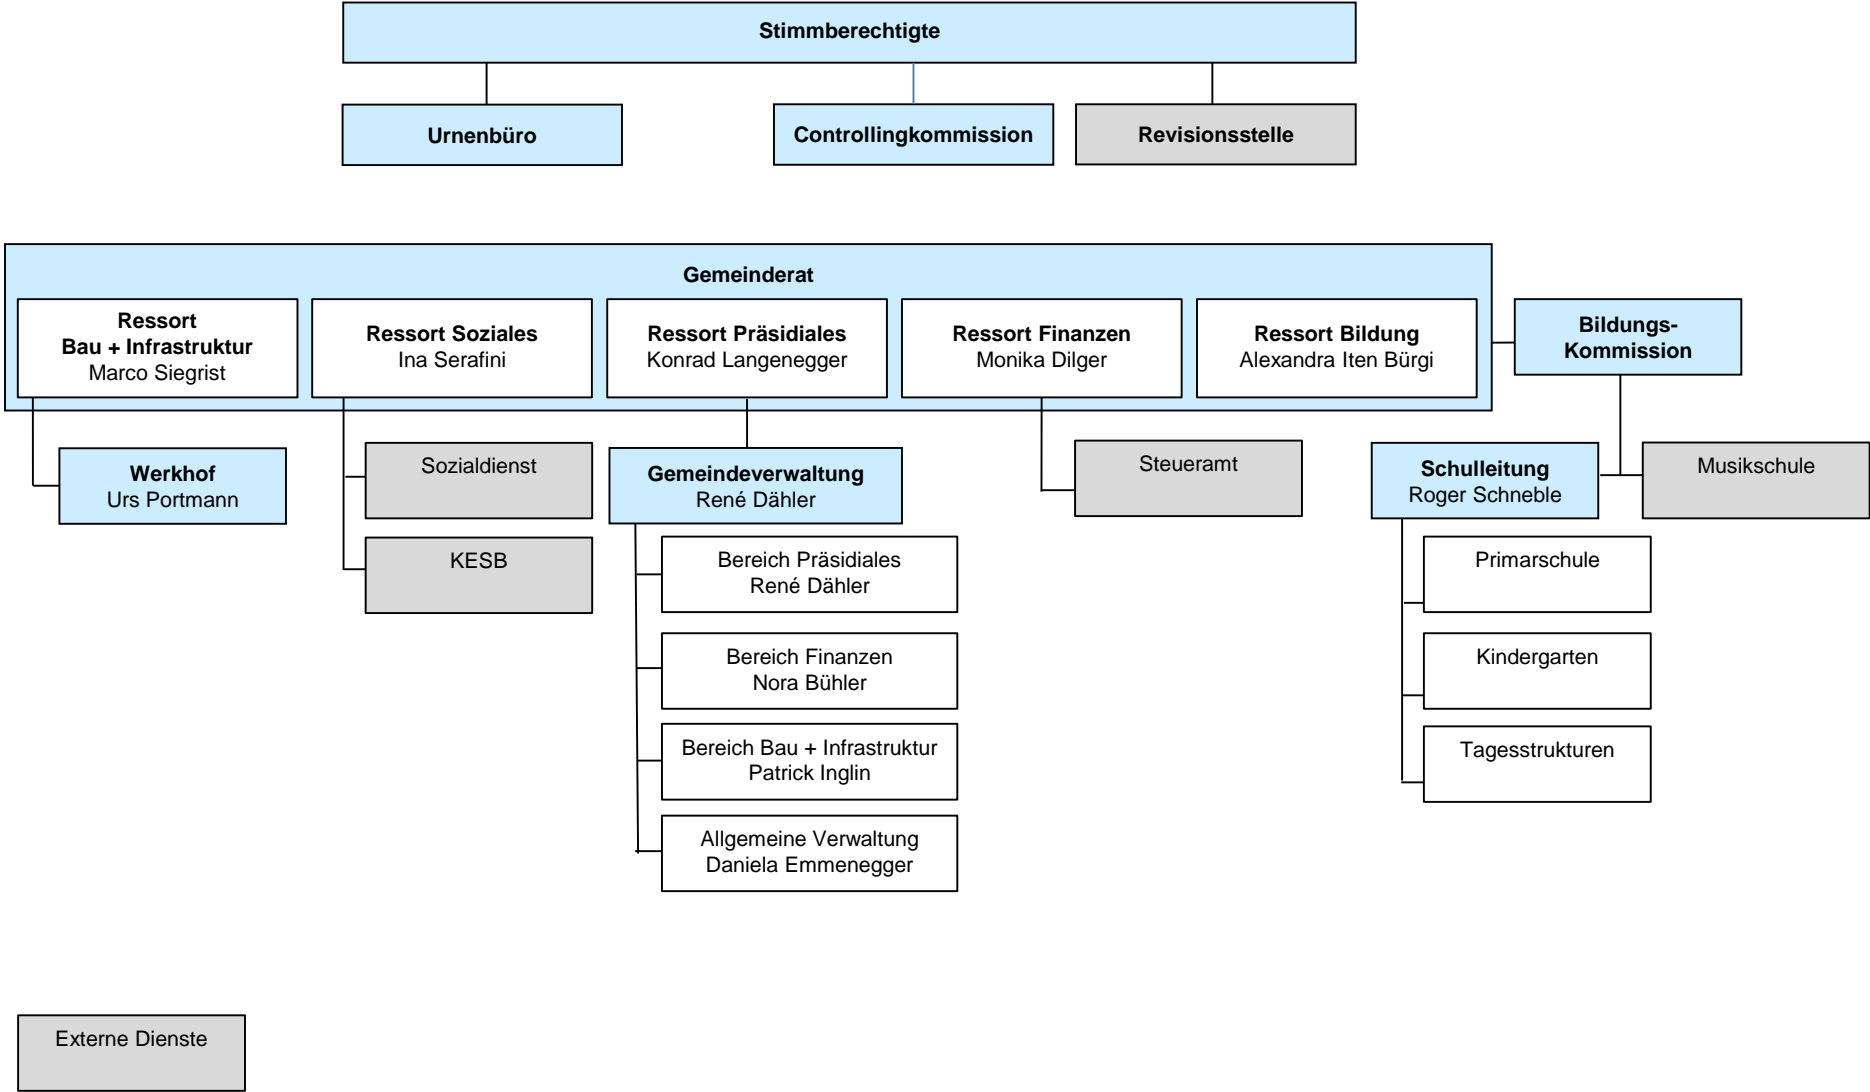 Stimmberechtigte
Urnenbüro
Controllingkommission
Revisionsstelle
Gemeinderat
Ressort
Bau + Infrastruktur
Marco Siegrist
Ressort Soziales
Ina Serafini
Ressort Präsidiales
Konrad Langenegger
Ressort Finanzen
Monika Dilger
Ressort Bildung
Alexandra Iten Bürgi
Bildungs-
Kommission
Werkhof
Urs Portmann
Sozialdienst
KESB
Gemeindeverwaltung
René Dähler
Bereich Präsidiales
René Dähler
Bereich Finanzen
Nora Bühler
Bereich Bau + Infrastruktur
Patrick Inglin
Allgemeine Verwaltung
Daniela Emmenegger
Steueramt
Schulleitung
Roger Schneble
Musikschule
Primarschule
Kindergarten
Tagesstrukturen
Externe Dienste